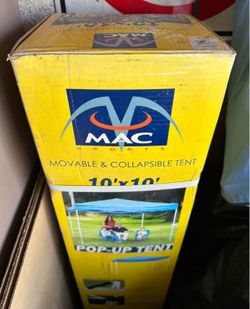 MAC
SPORTS
MOVABLE & COLLAPSIBLE TENT
10'x10'
POP-UP TENT